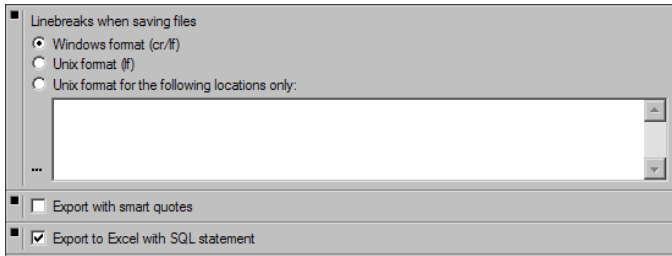 Linebreaks when saving files
Windows format (cr/lf)
Unix format (lf)
Unix format for the following locations only:
...
Export with smart quotes
Export to Excel with SQL statement